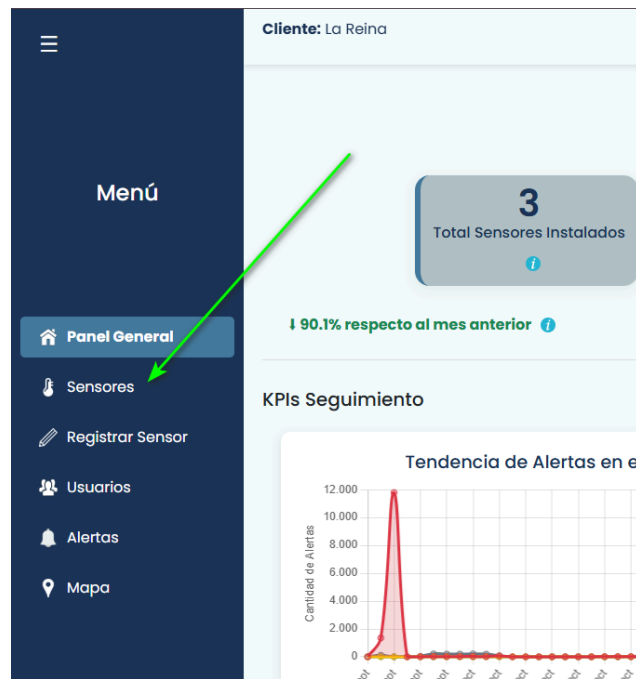 Cliente: La Reina
Menú
3
Total Sensores Instalados
i
Panel General
⬇ 90.1% respecto al mes anterior i
Sensores
KPIs Seguimiento
Registrar Sensor
Tendencia de Alertas en e
Usuarios
Alertas
Mapa
Cantidad de Alertas
12.000
10.000
8.000
6.000
4.000
2.000
0